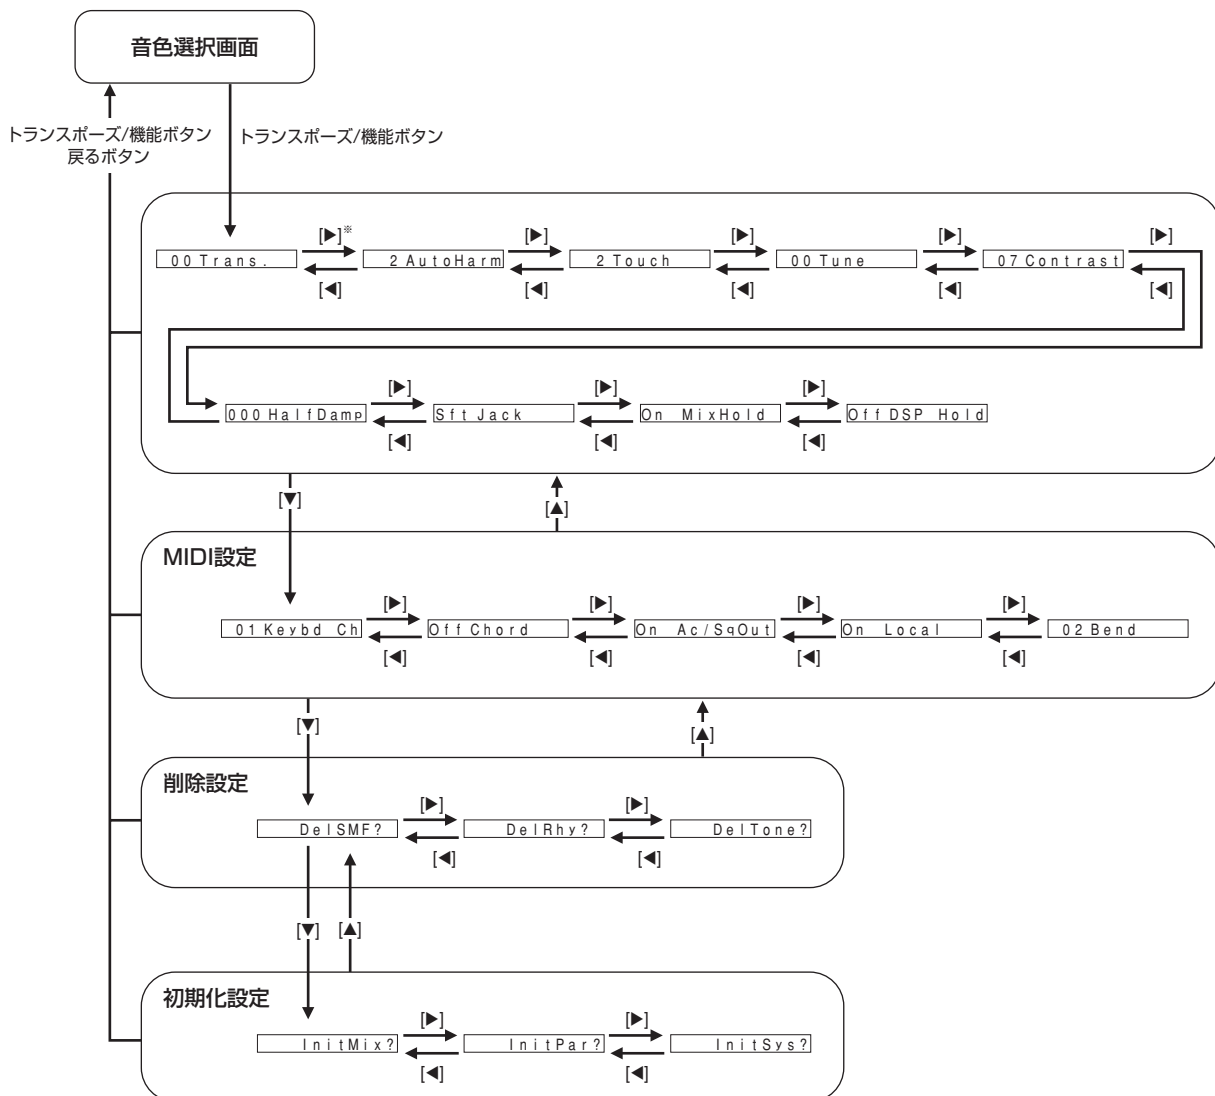 音色選択画面
トランスポーズ/機能ボタン
戻るボタン
トランスポーズ/機能ボタン
[▶]※ [▶] [▶] [▶] [▶]
00 Trans. 2 AutoHarm 2 Touch 00 Tune 07 Contrast
[◀] [◀] [◀] [◀] [◀]
[▶] [▶] [▶]
000 HalfDamp Sft Jack On MixHold Off DSP Hold
[◀] [◀] [◀]
[▼] [▲]
MIDI設定
[▶] [▶] [▶] [▶]
01 Keybd Ch Off Chord On Ac/SqOut On Local 02 Bend
[◀] [◀] [◀] [◀]
[▼] [▲]
削除設定
[▶] [▶]
DelSMF? DelRhy? DelTone?
[◀] [◀]
[▼] [▲]
初期化設定
[▶] [▶]
InitMix? InitPar? InitSys?
[◀] [◀]